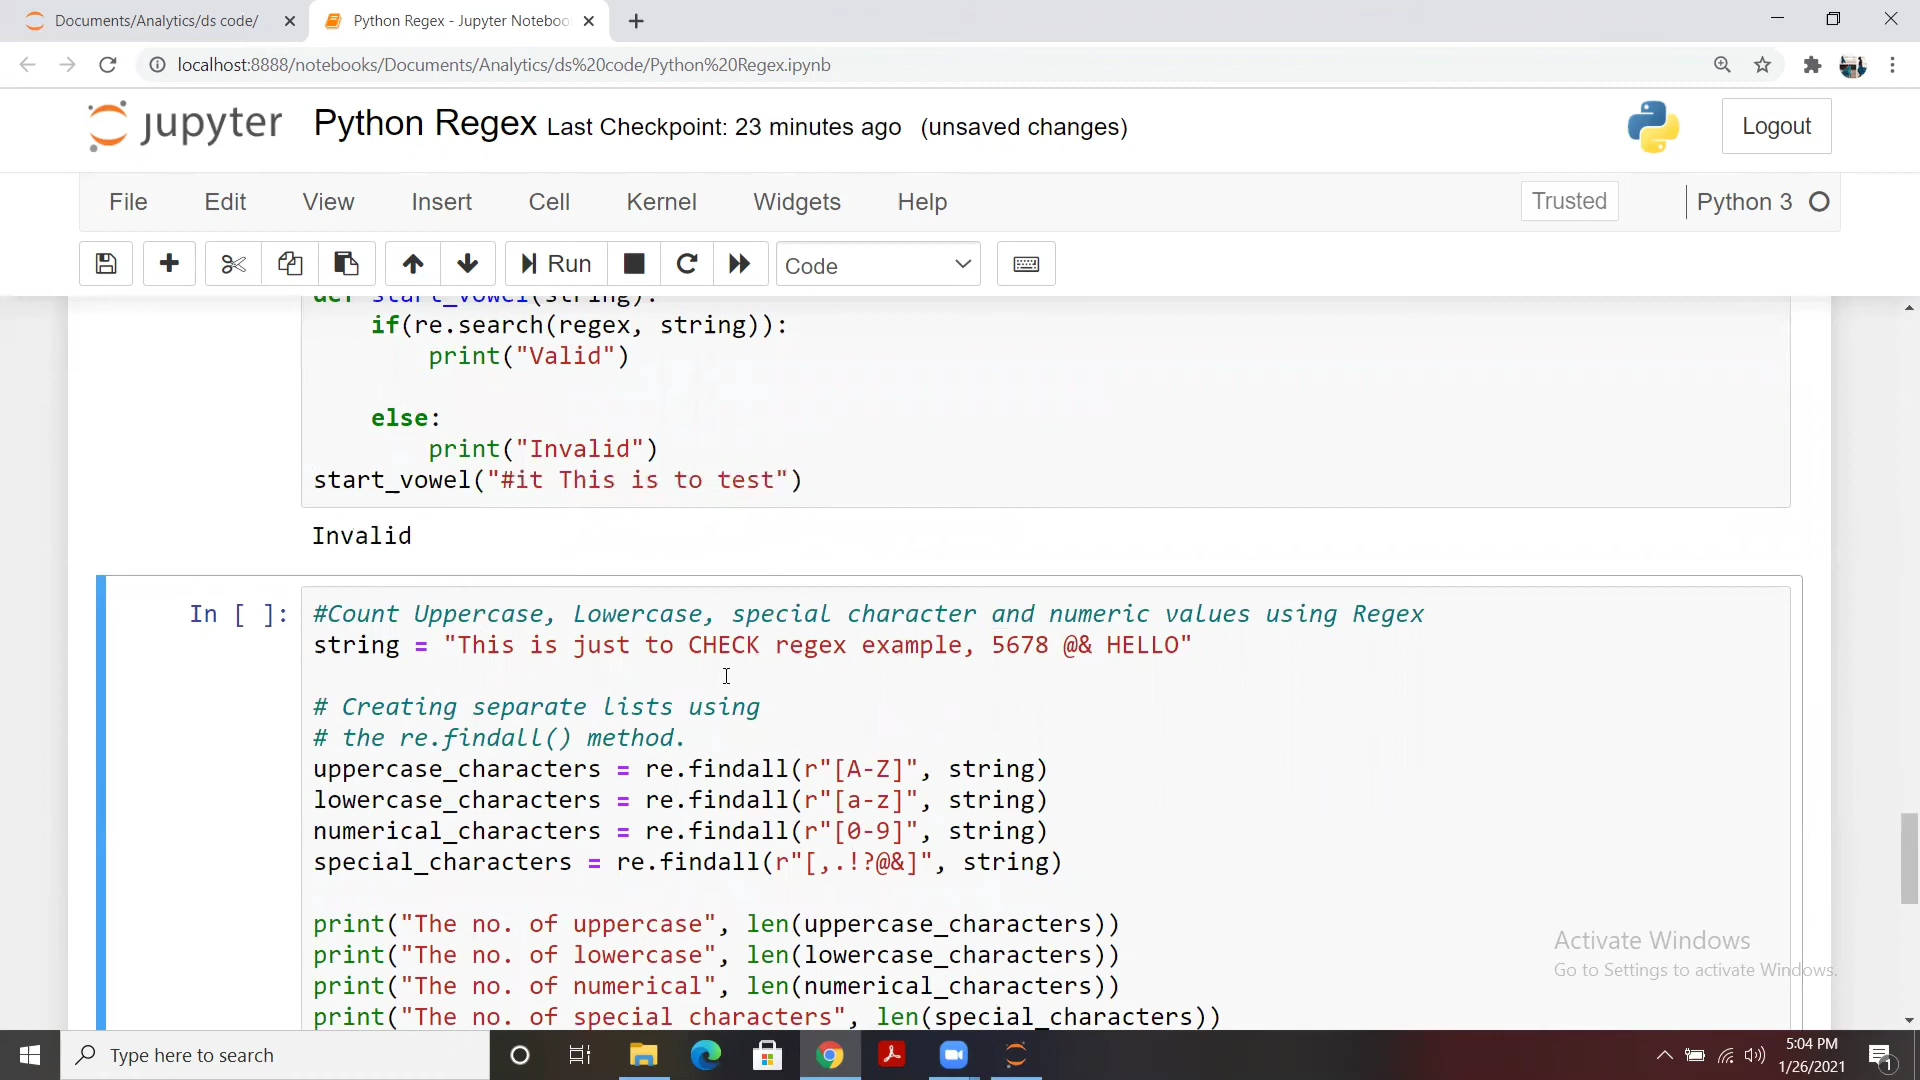 Documents/Analytics/ds code/
Python Regex - Jupyter Noteboo
localhost:8888/notebooks/Documents/Analytics/ds%20code/Python%20Regex.ipynb
jupyter Python Regex Last Checkpoint: 23 minutes ago (unsaved changes)
Logout
File Edit View Insert Cell Kernel Widgets Help
Trusted
Python 3
Run
Code
def start_vowel(string):
if(re.search(regex, string)):
print("Valid")
else:
print("Invalid")
start_vowel("#it This is to test")
Invalid
In [ ]:
#Count Uppercase, Lowercase, special character and numeric values using Regex
string = "This is just to CHECK regex example, 5678 @& HELLO"
# Creating separate lists using
# the re.findall() method.
uppercase_characters = re.findall(r"[A-Z]", string)
lowercase_characters = re.findall(r"[a-z]", string)
numerical_characters = re.findall(r"[0-9]", string)
special_characters = re.findall(r"[,.!?@&]", string)
print("The no. of uppercase", len(uppercase_characters))
print("The no. of lowercase", len(lowercase_characters))
print("The no. of numerical", len(numerical_characters))
print("The no. of special characters", len(special_characters))
Activate Windows
Go to Settings to activate Windows.
Type here to search
5:04 PM
1/26/2021
1